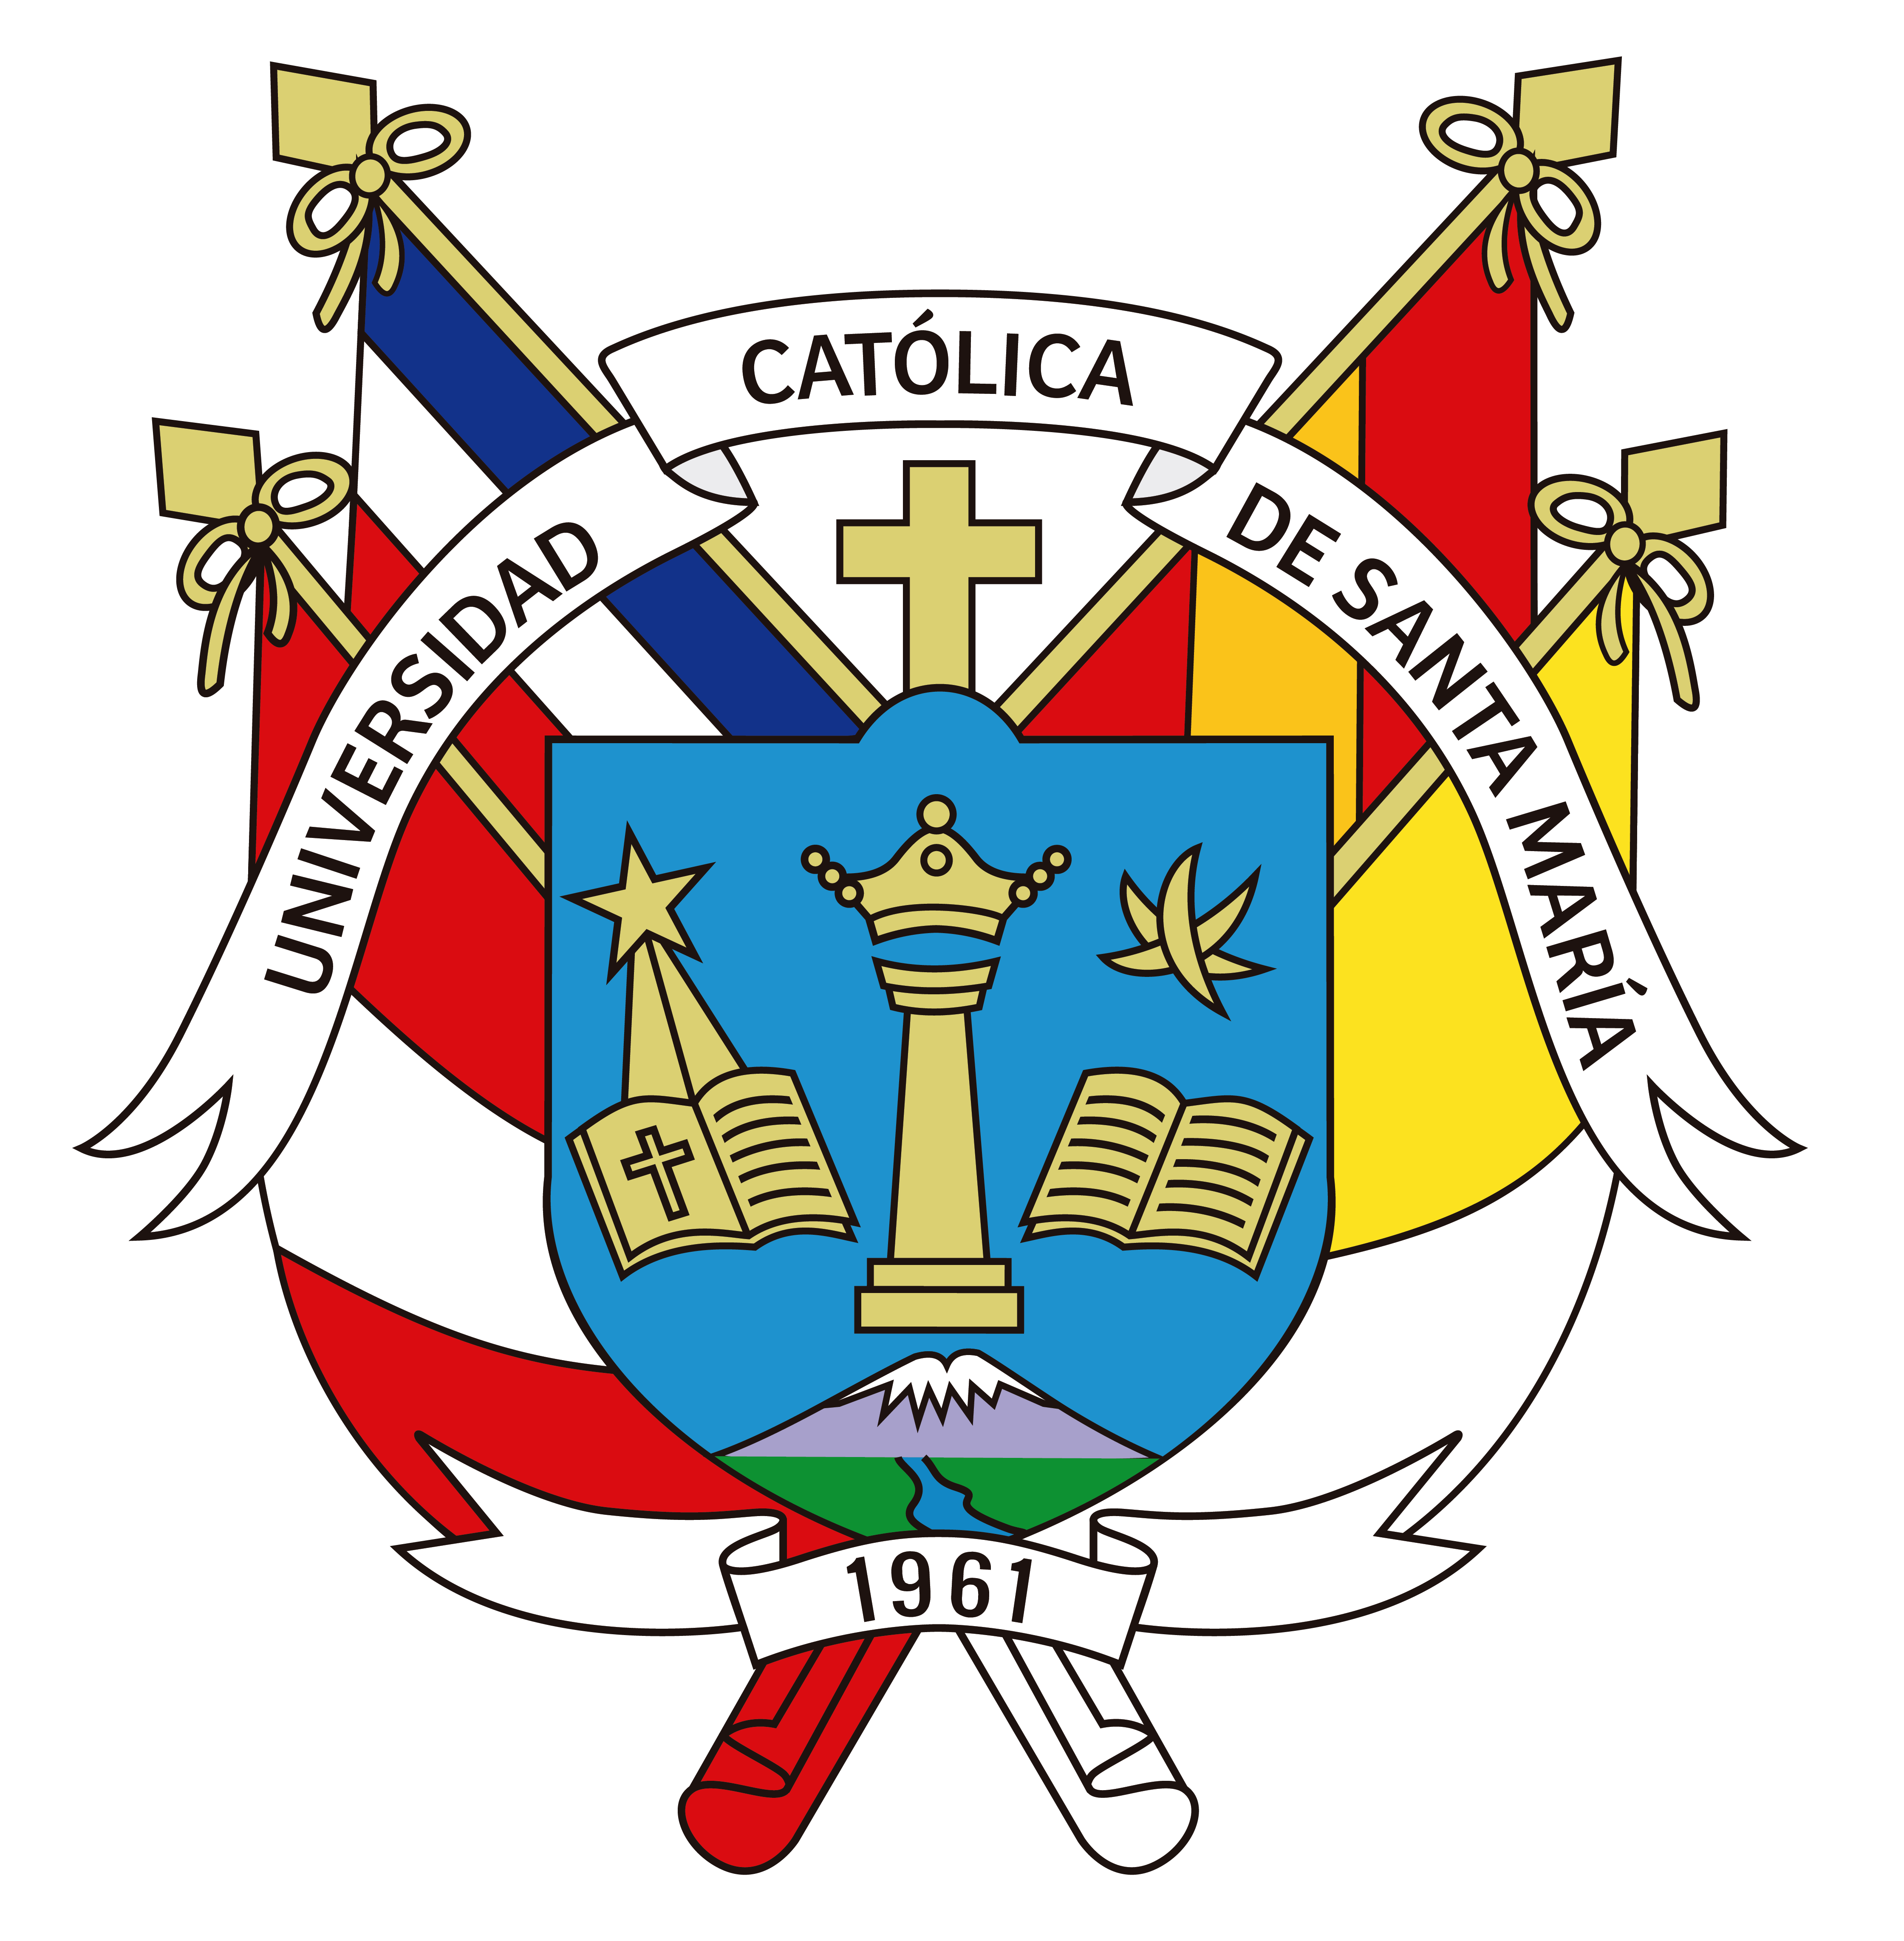 UNIVERSIDAD
CATÓLICA
DE SANTA MARÍA
1961